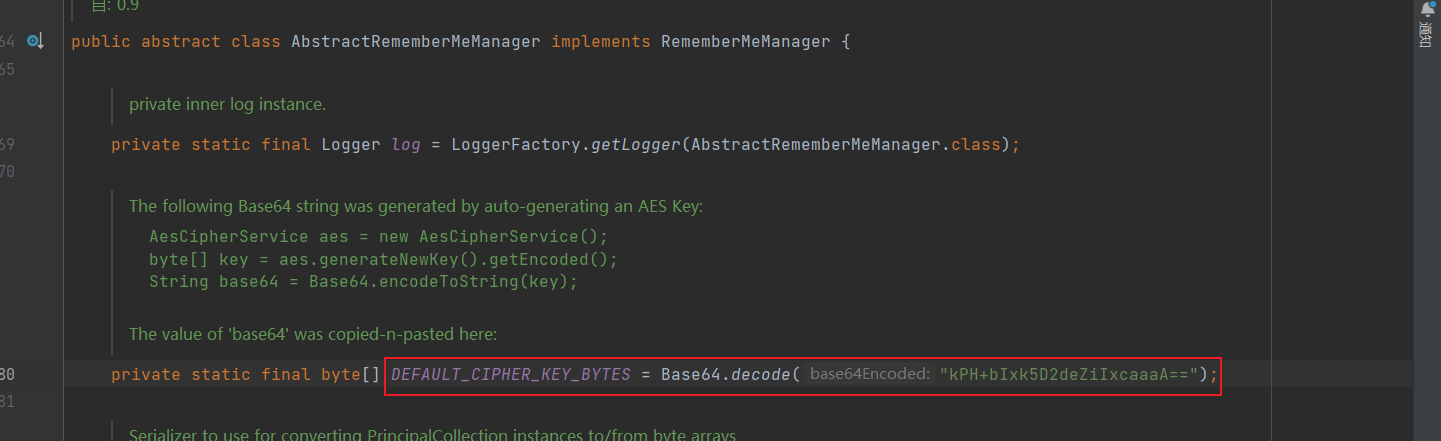 自: 0.9
64 public abstract class AbstractRememberMeManager implements RememberMeManager {
通知
65
private inner log instance.
69 private static final Logger log = LoggerFactory.getLogger(AbstractRememberMeManager.class);
70
The following Base64 string was generated by auto-generating an AES Key:
AesCipherService aes = new AesCipherService();
byte[] key = aes.generateNewKey().getEncoded();
String base64 = Base64.encodeToString(key);
The value of 'base64' was copied-n-pasted here:
80 private static final byte[] DEFAULT_CIPHER_KEY_BYTES = Base64.decode( base64Encoded: "kPH+bIxk5D2deZiIxcaaaA==");
81
Serializer to use for converting PrincipalCollection instances to/from byte arrays